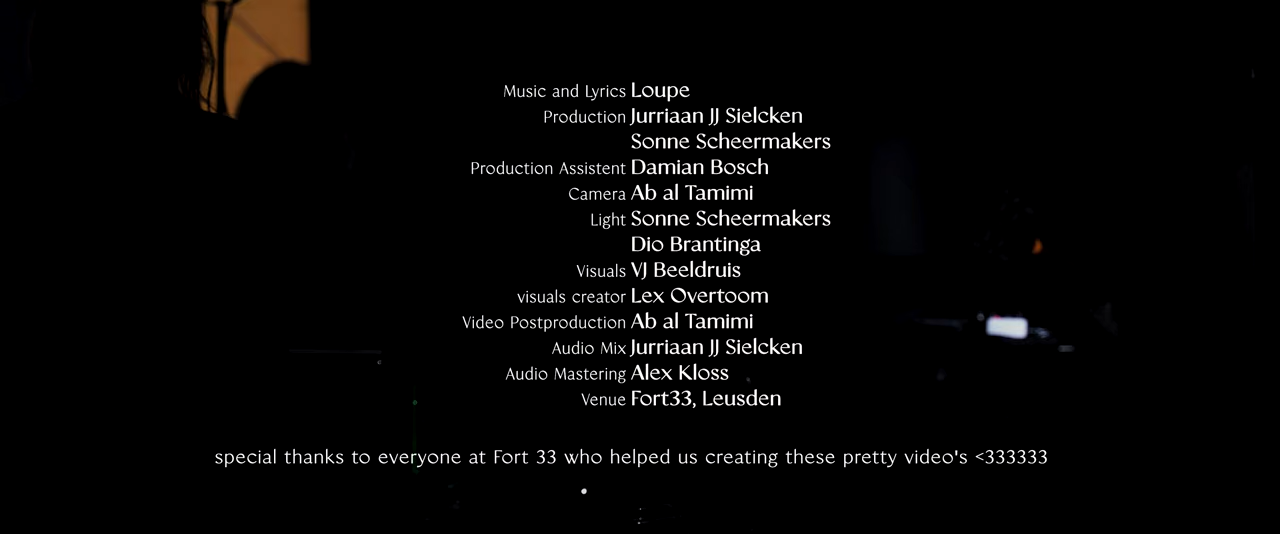 Music and Lyrics Loupe
Production Jurriaan JJ Sielcken
Sonne Scheermakers
Production Assistent Damian Bosch
Camera Ab al Tamimi
Light Sonne Scheermakers
Dio Brantinga
Visuals VJ Beeldruis
visuals creator Lex Overtoom
Video Postproduction Ab al Tamimi
Audio Mix Jurriaan JJ Sielcken
Audio Mastering Alex Kloss
Venue Fort33, Leusden
special thanks to everyone at Fort 33 who helped us creating these pretty video's <333333